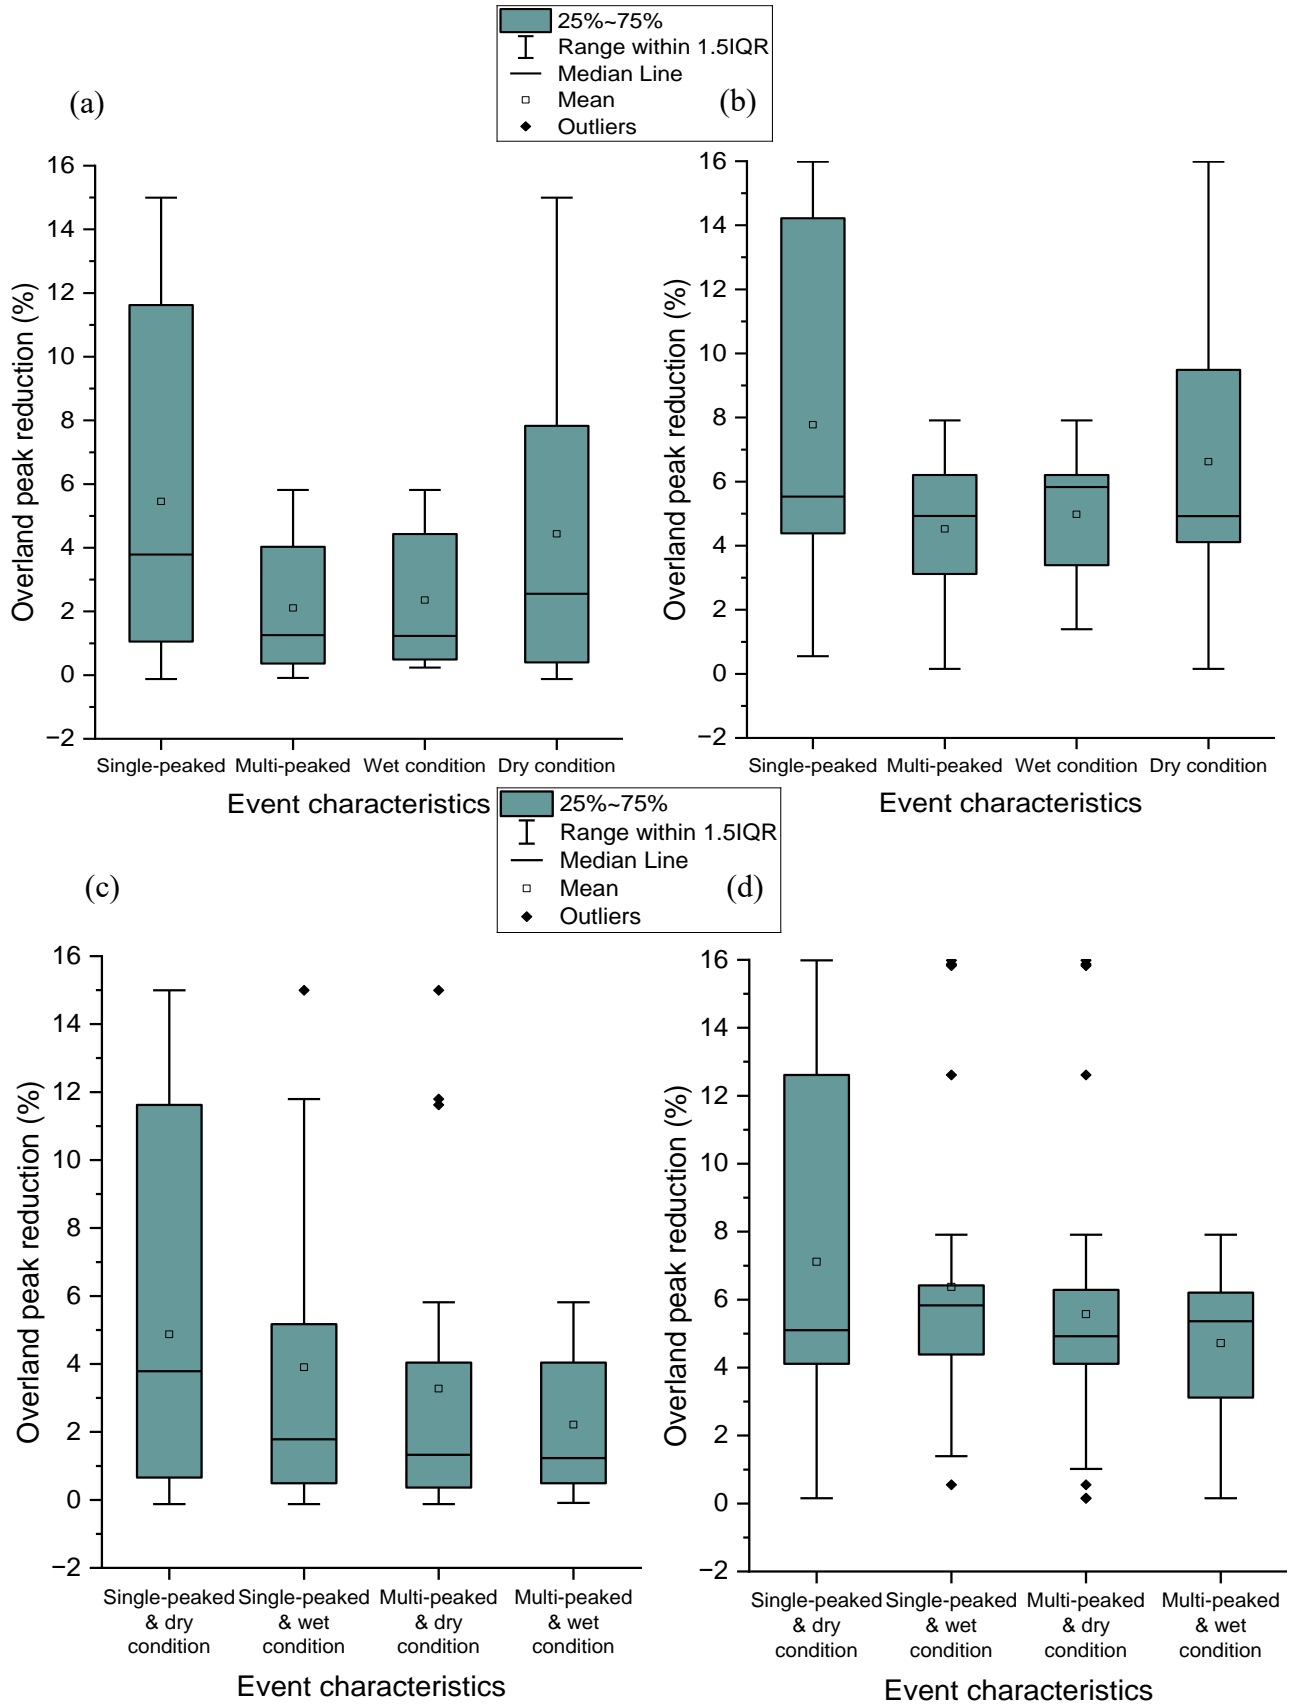 25%~75%
Range within 1.5IQR
Median Line
Mean
Outliers
(a)
16
14
12
10
8
6
4
2
0
−2
Overland peak reduction (%)
Single-peaked Multi-peaked Wet condition Dry condition
Event characteristics
(b)
16
14
12
10
8
6
4
2
0
−2
Overland peak reduction (%)
Single-peaked Multi-peaked Wet condition Dry condition
Event characteristics
25%~75%
Range within 1.5IQR
Median Line
Mean
Outliers
(c)
16
14
12
10
8
6
4
2
0
−2
Overland peak reduction (%)
Single-peaked Single-peaked Multi-peaked Multi-peaked
& dry & wet & dry & wet
condition condition condition condition
Event characteristics
(d)
16
14
12
10
8
6
4
2
0
−2
Overland peak reduction (%)
Single-peaked Single-peaked Multi-peaked Multi-peaked
& dry & wet & dry & wet
condition condition condition condition
Event characteristics